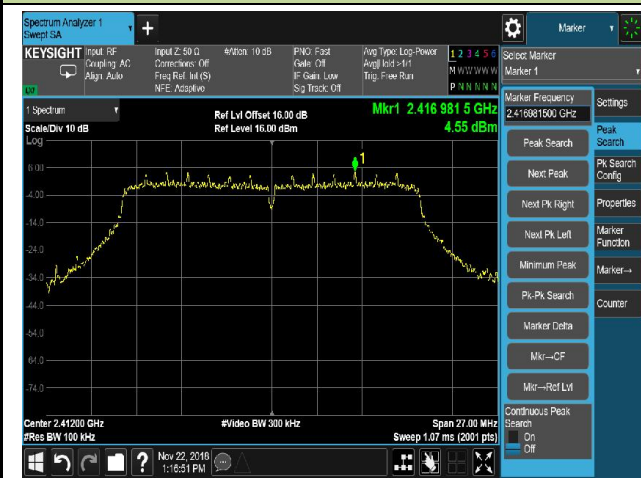 Spectrum Analyzer 1
Swept SA
+
Marker
KEYSIGHT
Input: RF
Coupling: AC
Align: Auto
Input Z: 50 Ω
Corrections: Off
Freq Ref: Int (S)
NFE: Adaptive
#Atten: 10 dB
PNO: Fast
Gate: Off
IF Gain: Low
Sig Track: Off
Avg Type: Log-Power
Avg|Hold:>1/1
Trig: Free Run
1 2 3 4 5 6
M W W W W W
P N N N N N
Select Marker
Marker 1
1 Spectrum
Scale/Div 10 dB
Log
Ref Lvl Offset 16.00 dB
Ref Level 16.00 dBm
Mkr1 2.416 981 5 GHz
4.55 dBm
1
6.00
-4.00
-14.0
-24.0
-34.0
-44.0
-54.0
-64.0
-74.0
Center 2.41200 GHz
#Res BW 100 kHz
#Video BW 300 kHz
Span 27.00 MHz
Sweep 1.07 ms (2001 pts)
Marker Frequency
2.416981500 GHz
Peak Search
Next Peak
Next Pk Right
Next Pk Left
Minimum Peak
Pk-Pk Search
Marker Delta
Mkr→CF
Mkr→Ref Lvl
Continuous Peak
Search
On
Off
Settings
Peak
Search
Pk Search
Config
Properties
Marker
Function
Marker→
Counter
?
Nov 22, 2018
1:16:51 PM